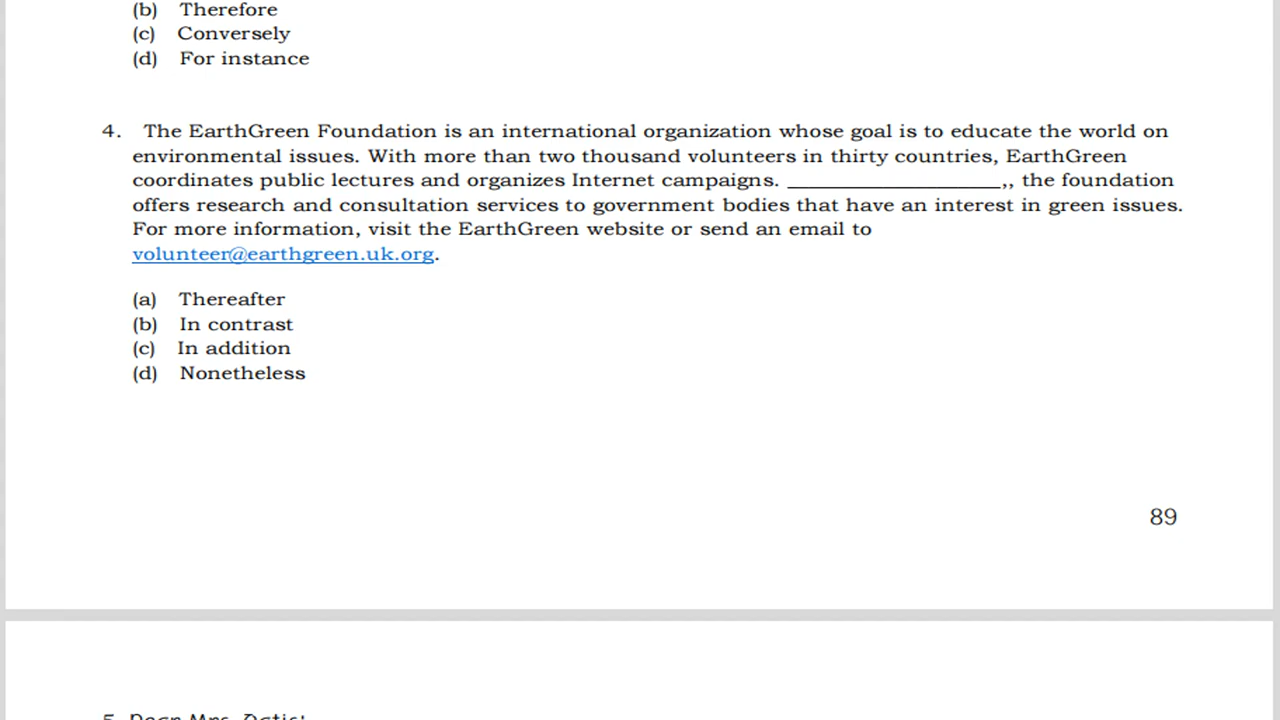 (b) Therefore
(c) Conversely
(d) For instance
4. The EarthGreen Foundation is an international organization whose goal is to educate the world on
environmental issues. With more than two thousand volunteers in thirty countries, EarthGreen
coordinates public lectures and organizes Internet campaigns. ____________________,, the foundation
offers research and consultation services to government bodies that have an interest in green issues.
For more information, visit the EarthGreen website or send an email to
volunteer@earthgreen.uk.org.
(a) Thereafter
(b) In contrast
(c) In addition
(d) Nonetheless
89
5. Dear Mrs.